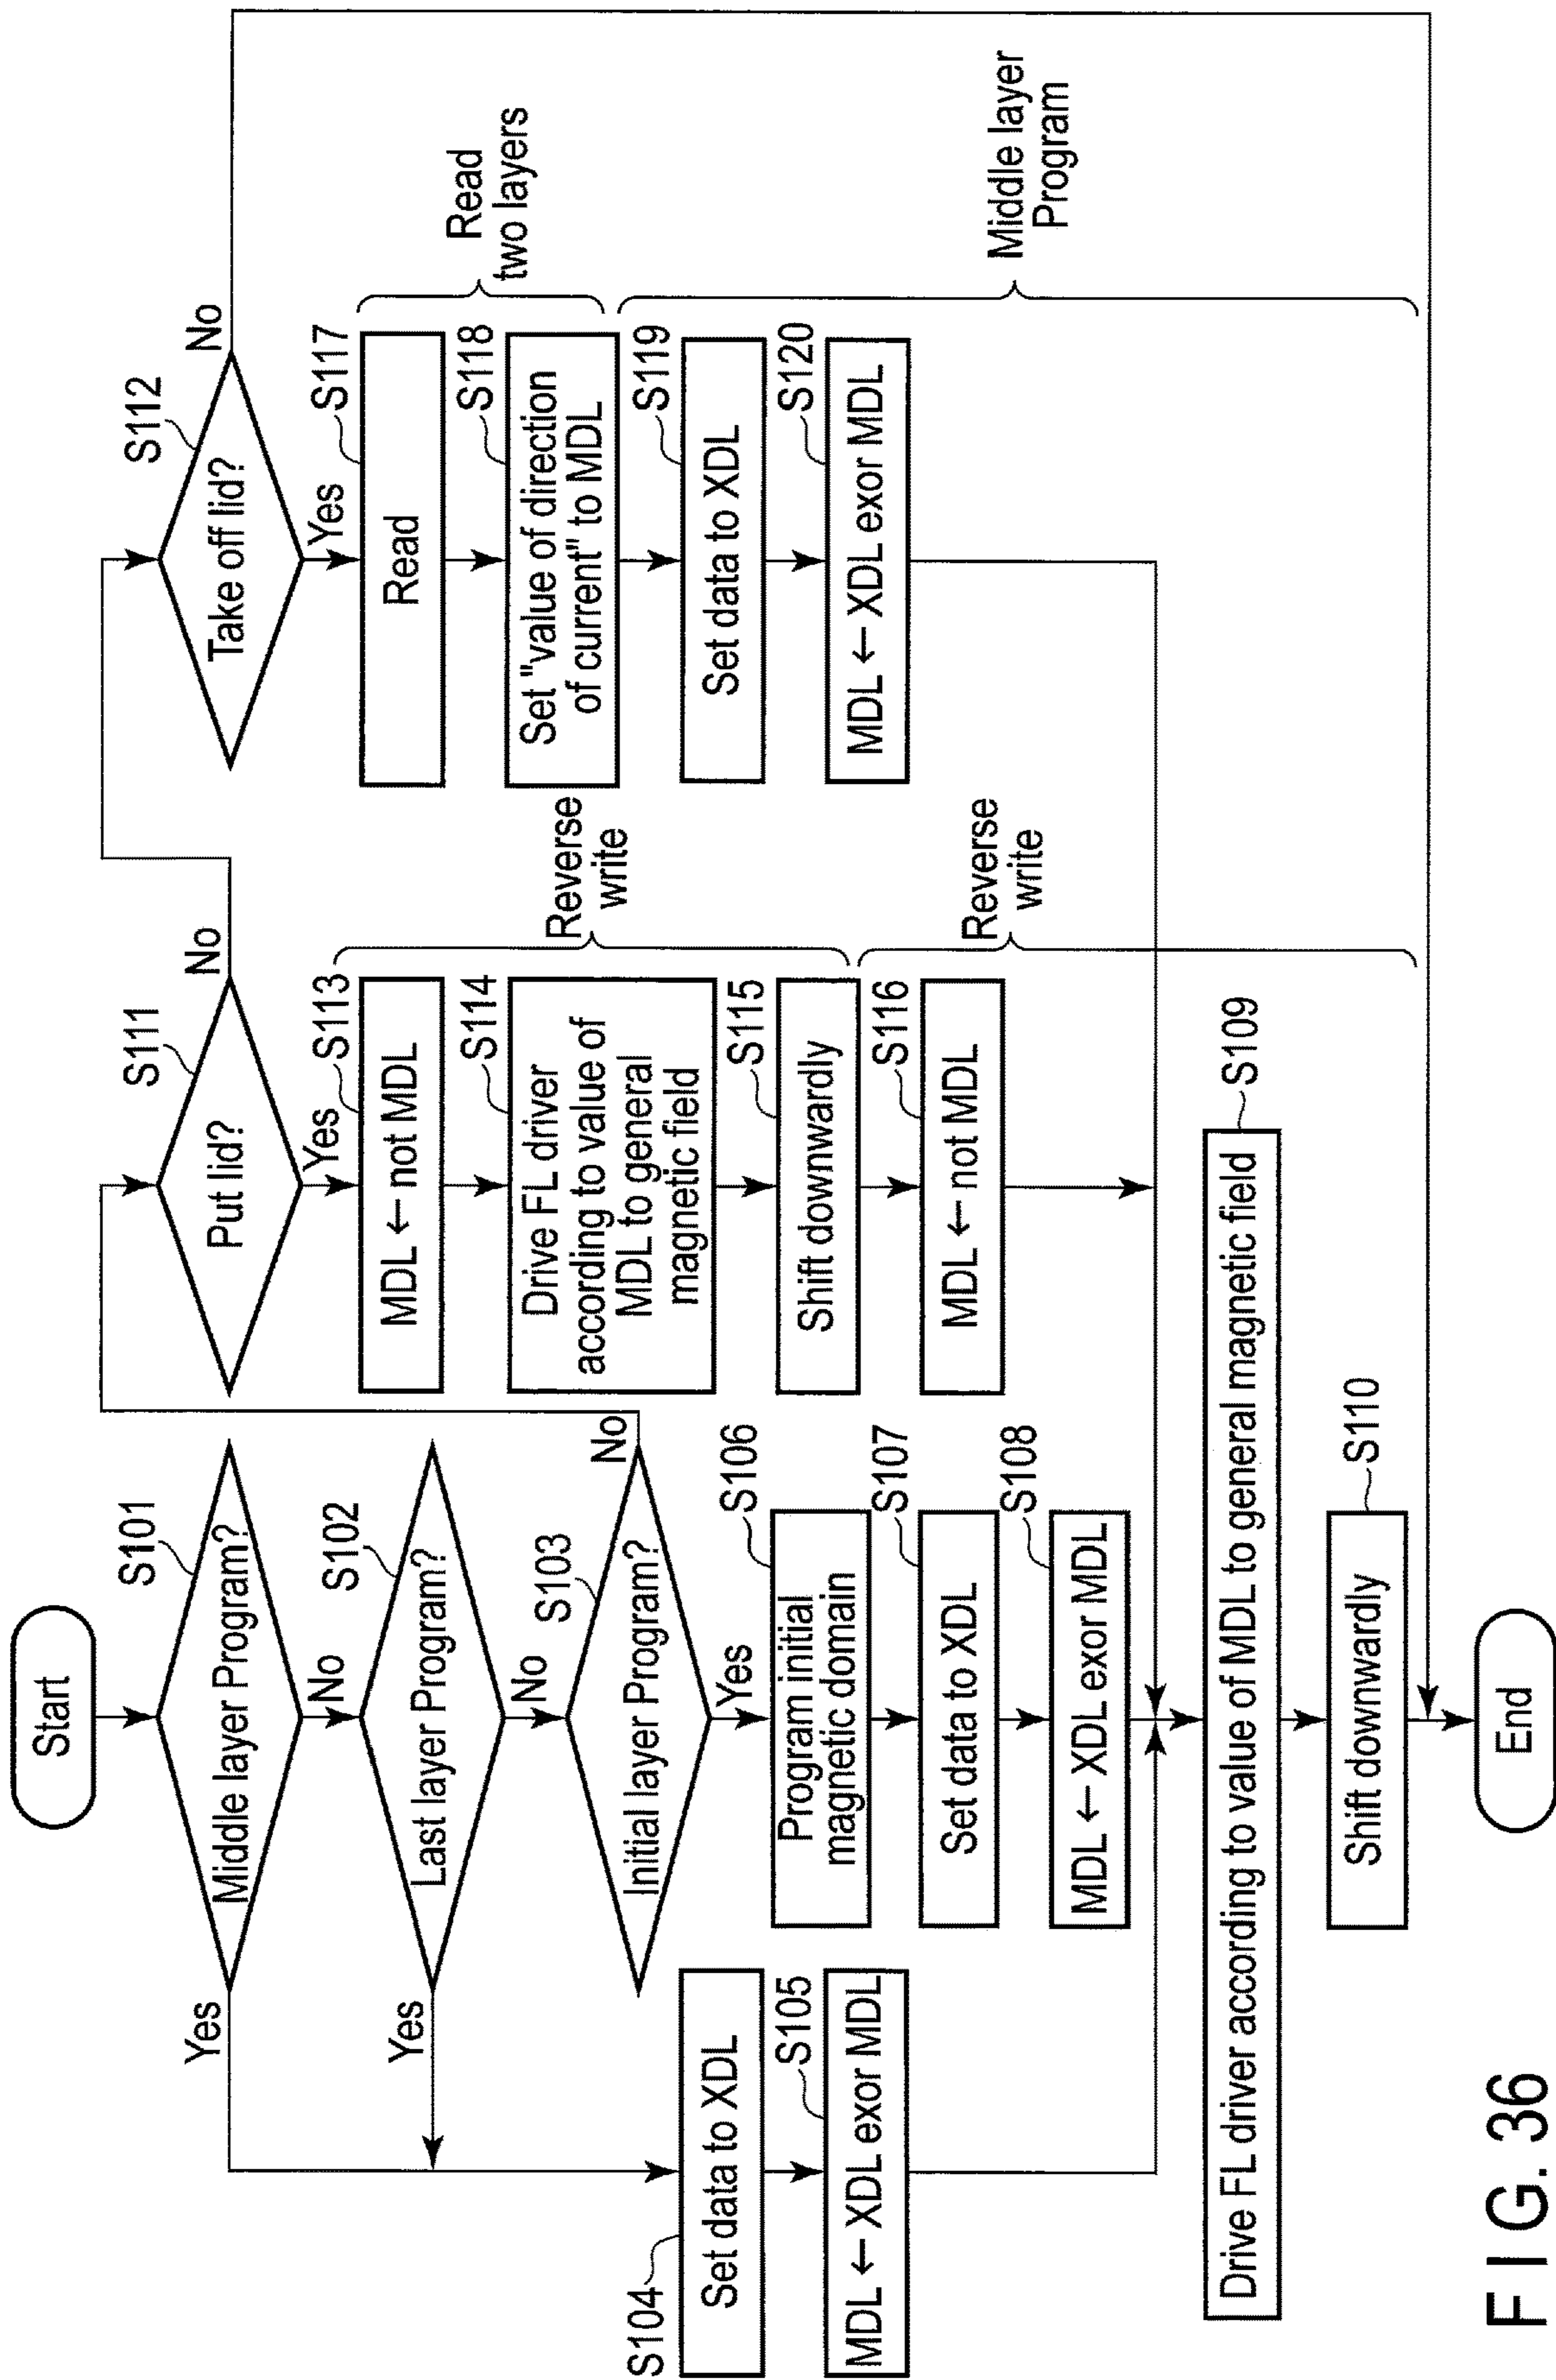 Start
S101
Middle layer Program?
Yes
No
S102
Last layer Program?
Yes
No
S103
Initial layer Program?
No
Yes
S104
Set data to XDL
S105
MDL ← XDL exor MDL
S106
Program initial
magnetic domain
S107
Set data to XDL
S108
MDL ← XDL exor MDL
S109
Drive FL driver according to value of MDL to general magnetic field
S110
Shift downwardly
End
S111
Put lid?
No
Yes
S113
MDL ← not MDL
S114
Drive FL driver
according to value of
MDL to general
magnetic field
S115
Shift downwardly
Reverse
write
S116
MDL ← not MDL
Reverse
write
S112
Take off lid?
No
Yes
S117
Read
S118
Set "value of direction
of current" to MDL
Read
two layers
S119
Set data to XDL
S120
MDL ← XDL exor MDL
Middle layer
Program
FIG. 36